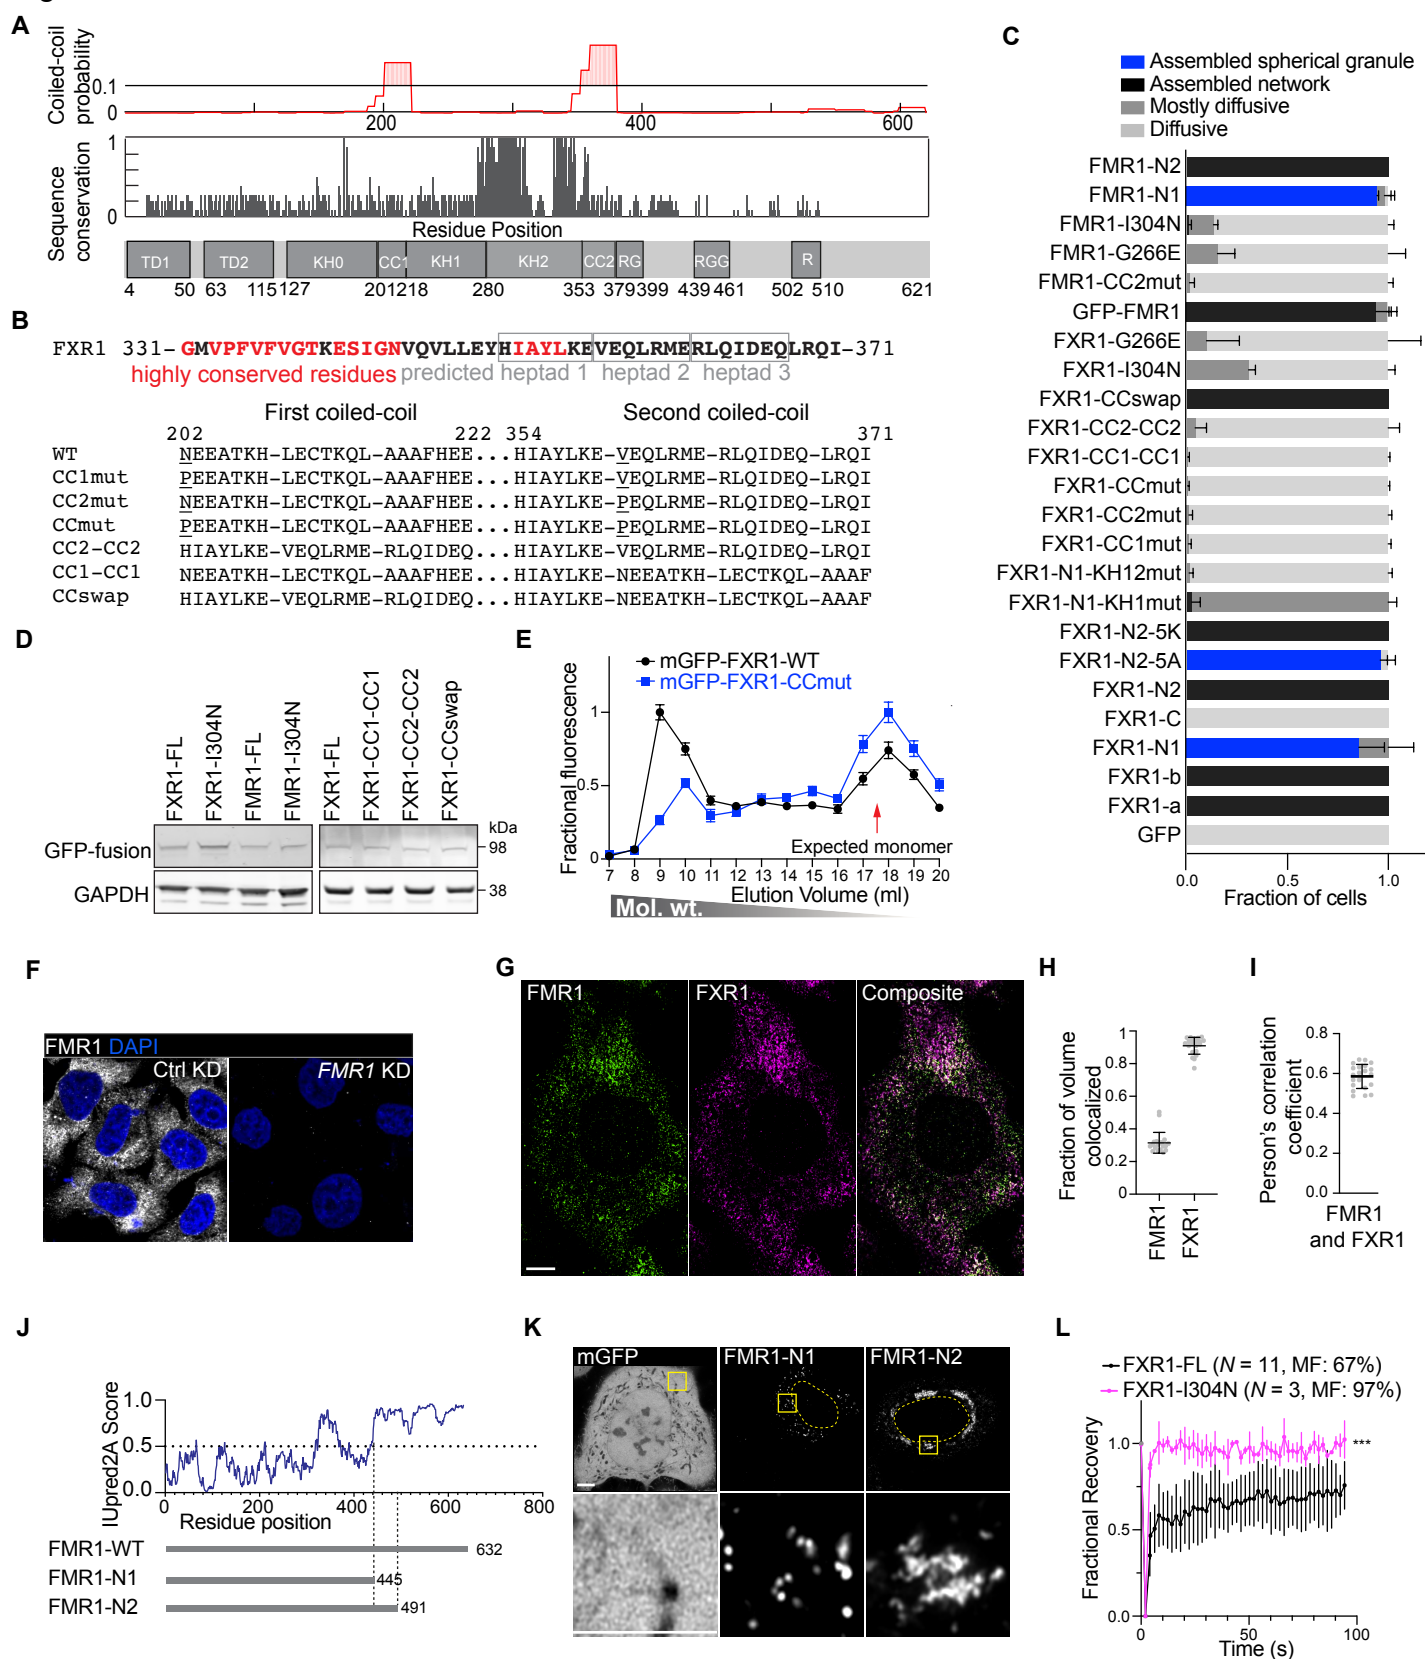 A
Coiled-coil probability
0.1
0
200
400
600
Sequence conservation
1
0
Residue Position
TD1
TD2
KH0
CC1
KH1
KH2
CC2
RG
RGG
R
4
50
63
115
127
201
218
280
353
379
399
439
461
502
510
621
B
FXR1 331-GMVPFVFVGTKESIGNVQVLLEYHIAYLKEVEQLRMERLQIDEQLRQI-371
highly conserved residues predicted heptad 1 heptad 2 heptad 3
First coiled-coil
Second coiled-coil
202 222 354 371
WT NEEATKH-LECTKQL-AAAFHEE...HIAYLKE-VEQLRME-RLQIDEQ-LRQI
CC1mut PEEATKH-LECTKQL-AAAFHEE...HIAYLKE-VEQLRME-RLQIDEQ-LRQI
CC2mut NEEATKH-LECTKQL-AAAFHEE...HIAYLKE-PEQLRME-RLQIDEQ-LRQI
CCmut PEEATKH-LECTKQL-AAAFHEE...HIAYLKE-PEQLRME-RLQIDEQ-LRQI
CC2-CC2 HIAYLKE-VEQLRME-RLQIDEQ...HIAYLKE-VEQLRME-RLQIDEQ-LRQI
CC1-CC1 NEEATKH-LECTKQL-AAAFHEE...HIAYLKE-NEEATKH-LECTKQL-AAAF
CCswap HIAYLKE-VEQLRME-RLQIDEQ...HIAYLKE-NEEATKH-LECTKQL-AAAF
C
Assembled spherical granule
Assembled network
Mostly diffusive
Diffusive
FMR1-N2
FMR1-N1
FMR1-I304N
FMR1-G266E
FMR1-CC2mut
GFP-FMR1
FXR1-G266E
FXR1-I304N
FXR1-CCswap
FXR1-CC2-CC2
FXR1-CC1-CC1
FXR1-CCmut
FXR1-CC2mut
FXR1-CC1mut
FXR1-N1-KH12mut
FXR1-N1-KH1mut
FXR1-N2-5K
FXR1-N2-5A
FXR1-N2
FXR1-C
FXR1-N1
FXR1-b
FXR1-a
GFP
0.0
0.5
1.0
Fraction of cells
D
FXR1-FL
FXR1-I304N
FMR1-FL
FMR1-I304N
FXR1-FL
FXR1-CC1-CC1
FXR1-CC2-CC2
FXR1-CCswap
kDa
GFP-fusion
98
GAPDH
38
E
mGFP-FXR1-WT
mGFP-FXR1-CCmut
Fractional fluorescence
1
0.5
0
Expected monomer
7 8 9 10 11 12 13 14 15 16 17 18 19 20
Elution Volume (ml)
Mol. wt.
F
FMR1 DAPI
Ctrl KD
FMR1 KD
G
FMR1
FXR1
Composite
H
Fraction of volume colocalized
1
0.8
0.6
0.4
0.2
0
FMR1
FXR1
I
Person's correlation coefficient
0.8
0.6
0.4
0.2
0.0
FMR1
and FXR1
J
IUpred2A Score
1.0
0.5
0.0
0
200
400
600
800
Residue position
FMR1-WT
632
FMR1-N1
445
FMR1-N2
491
K
mGFP
FMR1-N1
FMR1-N2
L
FXR1-FL (N = 11, MF: 67%)
FXR1-I304N (N = 3, MF: 97%)
Fractional Recovery
1.0
0.5
0.0
***
0
50
100
Time (s)